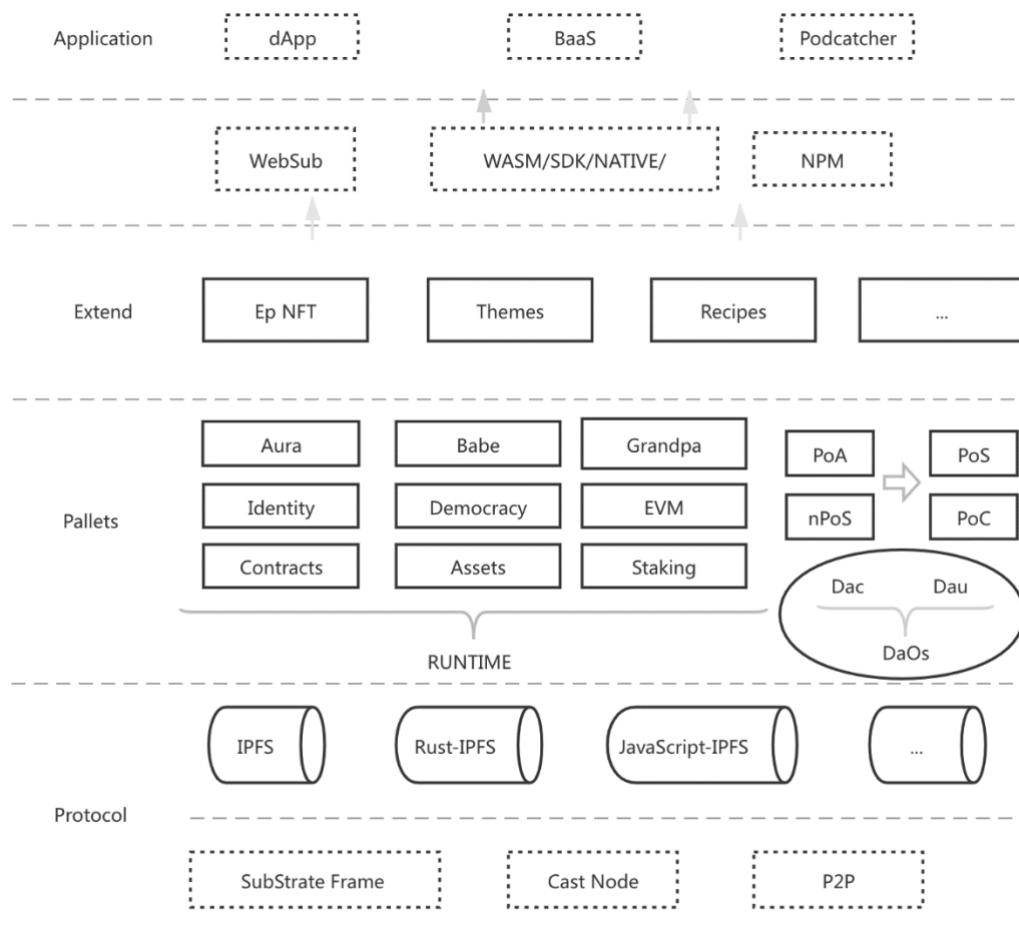 Application
dApp
BaaS
Podcatcher
WebSub
WASM/SDK/NATIVE/
NPM
Extend
Ep NFT
Themes
Recipes
...
Pallets
Aura
Babe
Grandpa
PoA
PoS
Identity
Democracy
EVM
nPoS
PoC
Contracts
Assets
Staking
Dac
Dau
DaOs
RUNTIME
IPFS
Rust-IPFS
JavaScript-IPFS
...
Protocol
SubStrate Frame
Cast Node
P2P